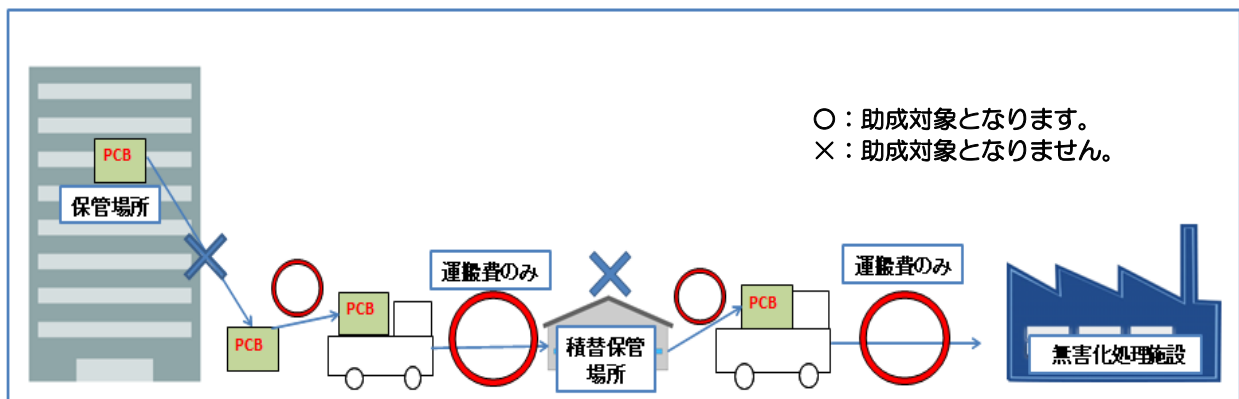 〇：助成対象となります。
×：助成対象となりません。
PCB
保管場所
運搬費のみ
運搬費のみ
PCB
PCB
PCB
積替保管
場所
無害化処理施設